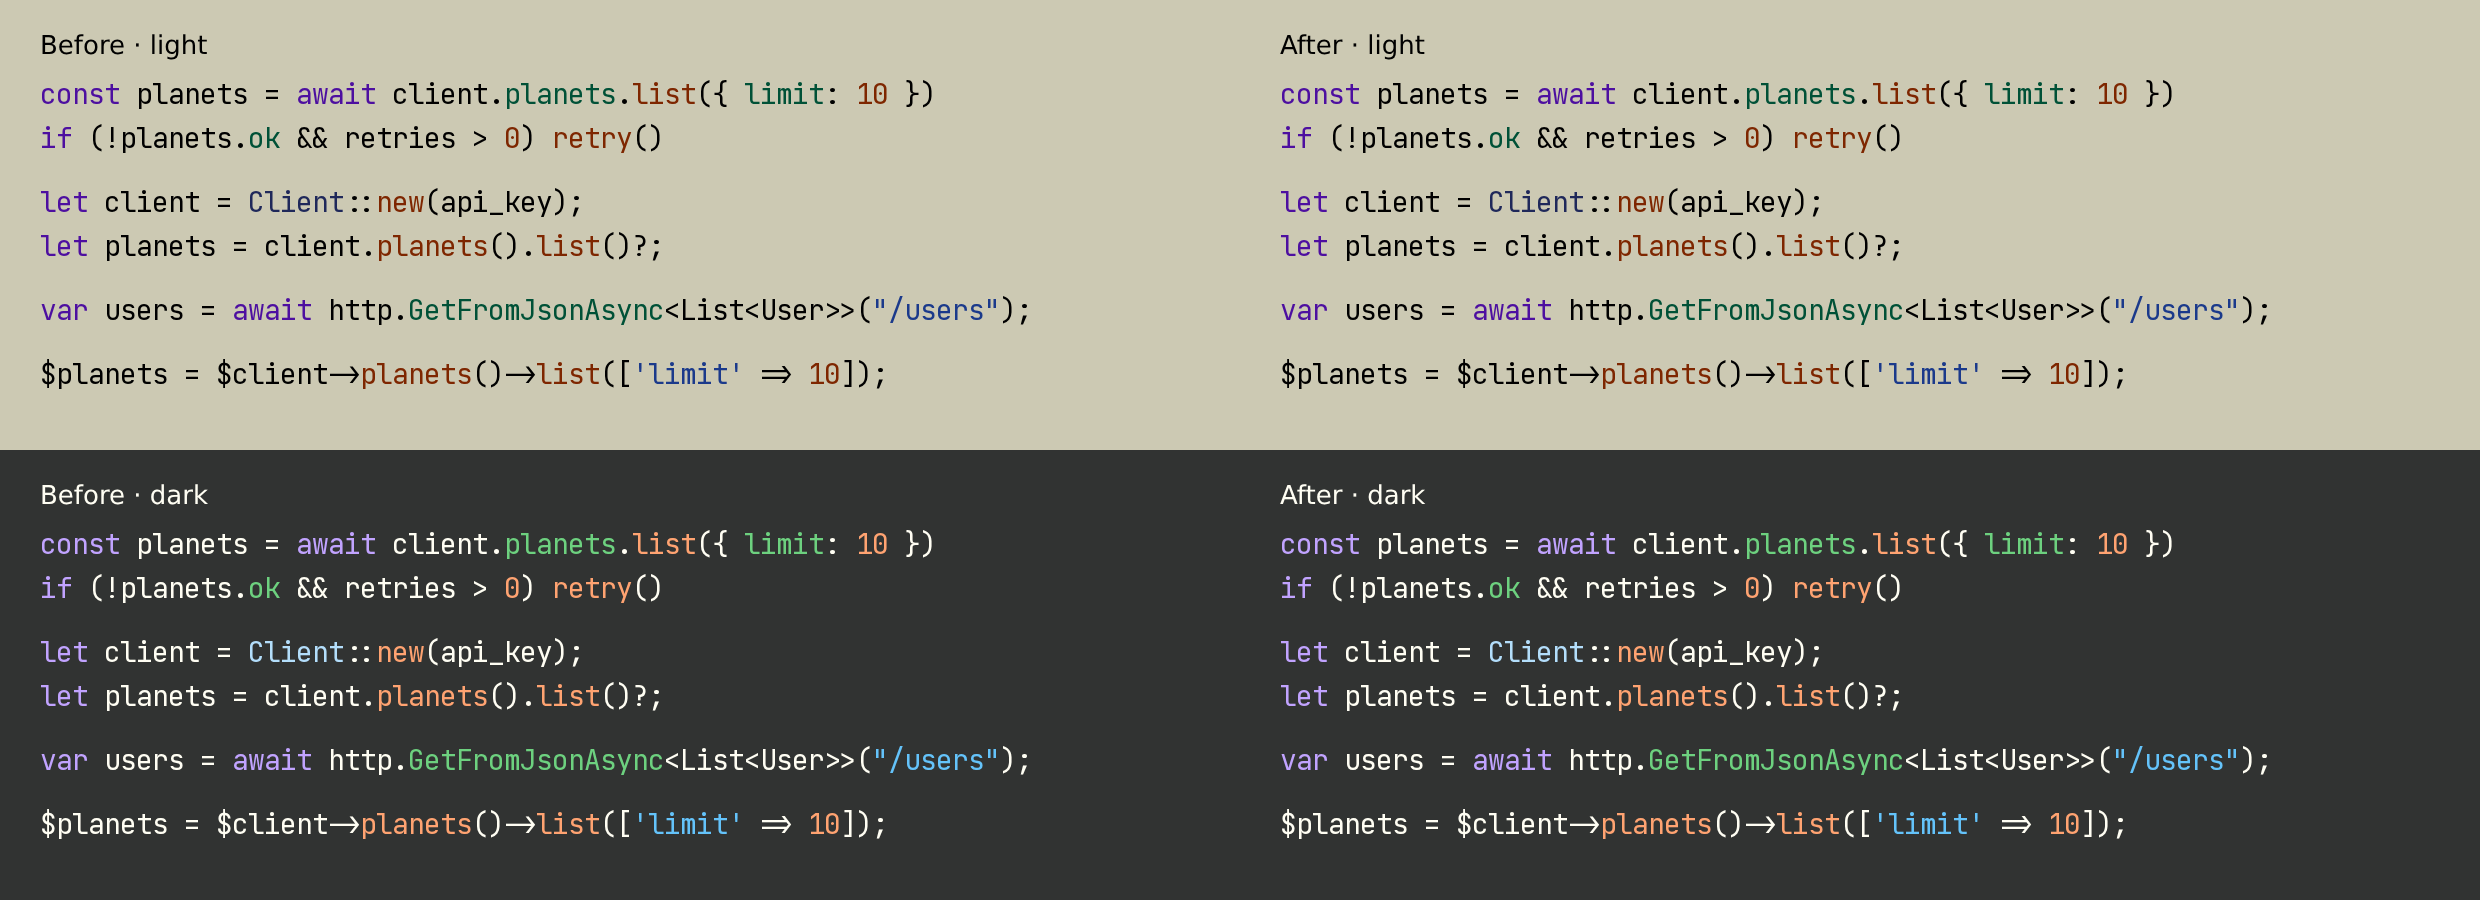 Before · light
const planets = await client.planets.list({ limit: 10 })
if (!planets.ok && retries > 0) retry()
let client = Client::new(api_key);
let planets = client.planets().list()?;
var users = await http.GetFromJsonAsync<List<User>>("/users");
$planets = $client->planets()->list(['limit' => 10]);
After · light
const planets = await client.planets.list({ limit: 10 })
if (!planets.ok && retries > 0) retry()
let client = Client::new(api_key);
let planets = client.planets().list()?;
var users = await http.GetFromJsonAsync<List<User>>("/users");
$planets = $client->planets()->list(['limit' => 10]);
Before · dark
const planets = await client.planets.list({ limit: 10 })
if (!planets.ok && retries > 0) retry()
let client = Client::new(api_key);
let planets = client.planets().list()?;
var users = await http.GetFromJsonAsync<List<User>>("/users");
$planets = $client->planets()->list(['limit' => 10]);
After · dark
const planets = await client.planets.list({ limit: 10 })
if (!planets.ok && retries > 0) retry()
let client = Client::new(api_key);
let planets = client.planets().list()?;
var users = await http.GetFromJsonAsync<List<User>>("/users");
$planets = $client->planets()->list(['limit' => 10]);